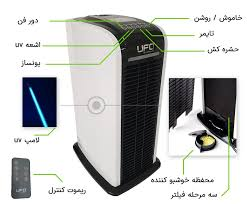 خاموش / روشن
تایمر
حشره کش
دور فن
اشعه uv
یونساز
UFO
لامپ uv
ریموت کنترل
محفظه خوشبو کننده
سه مرحله فیلتر